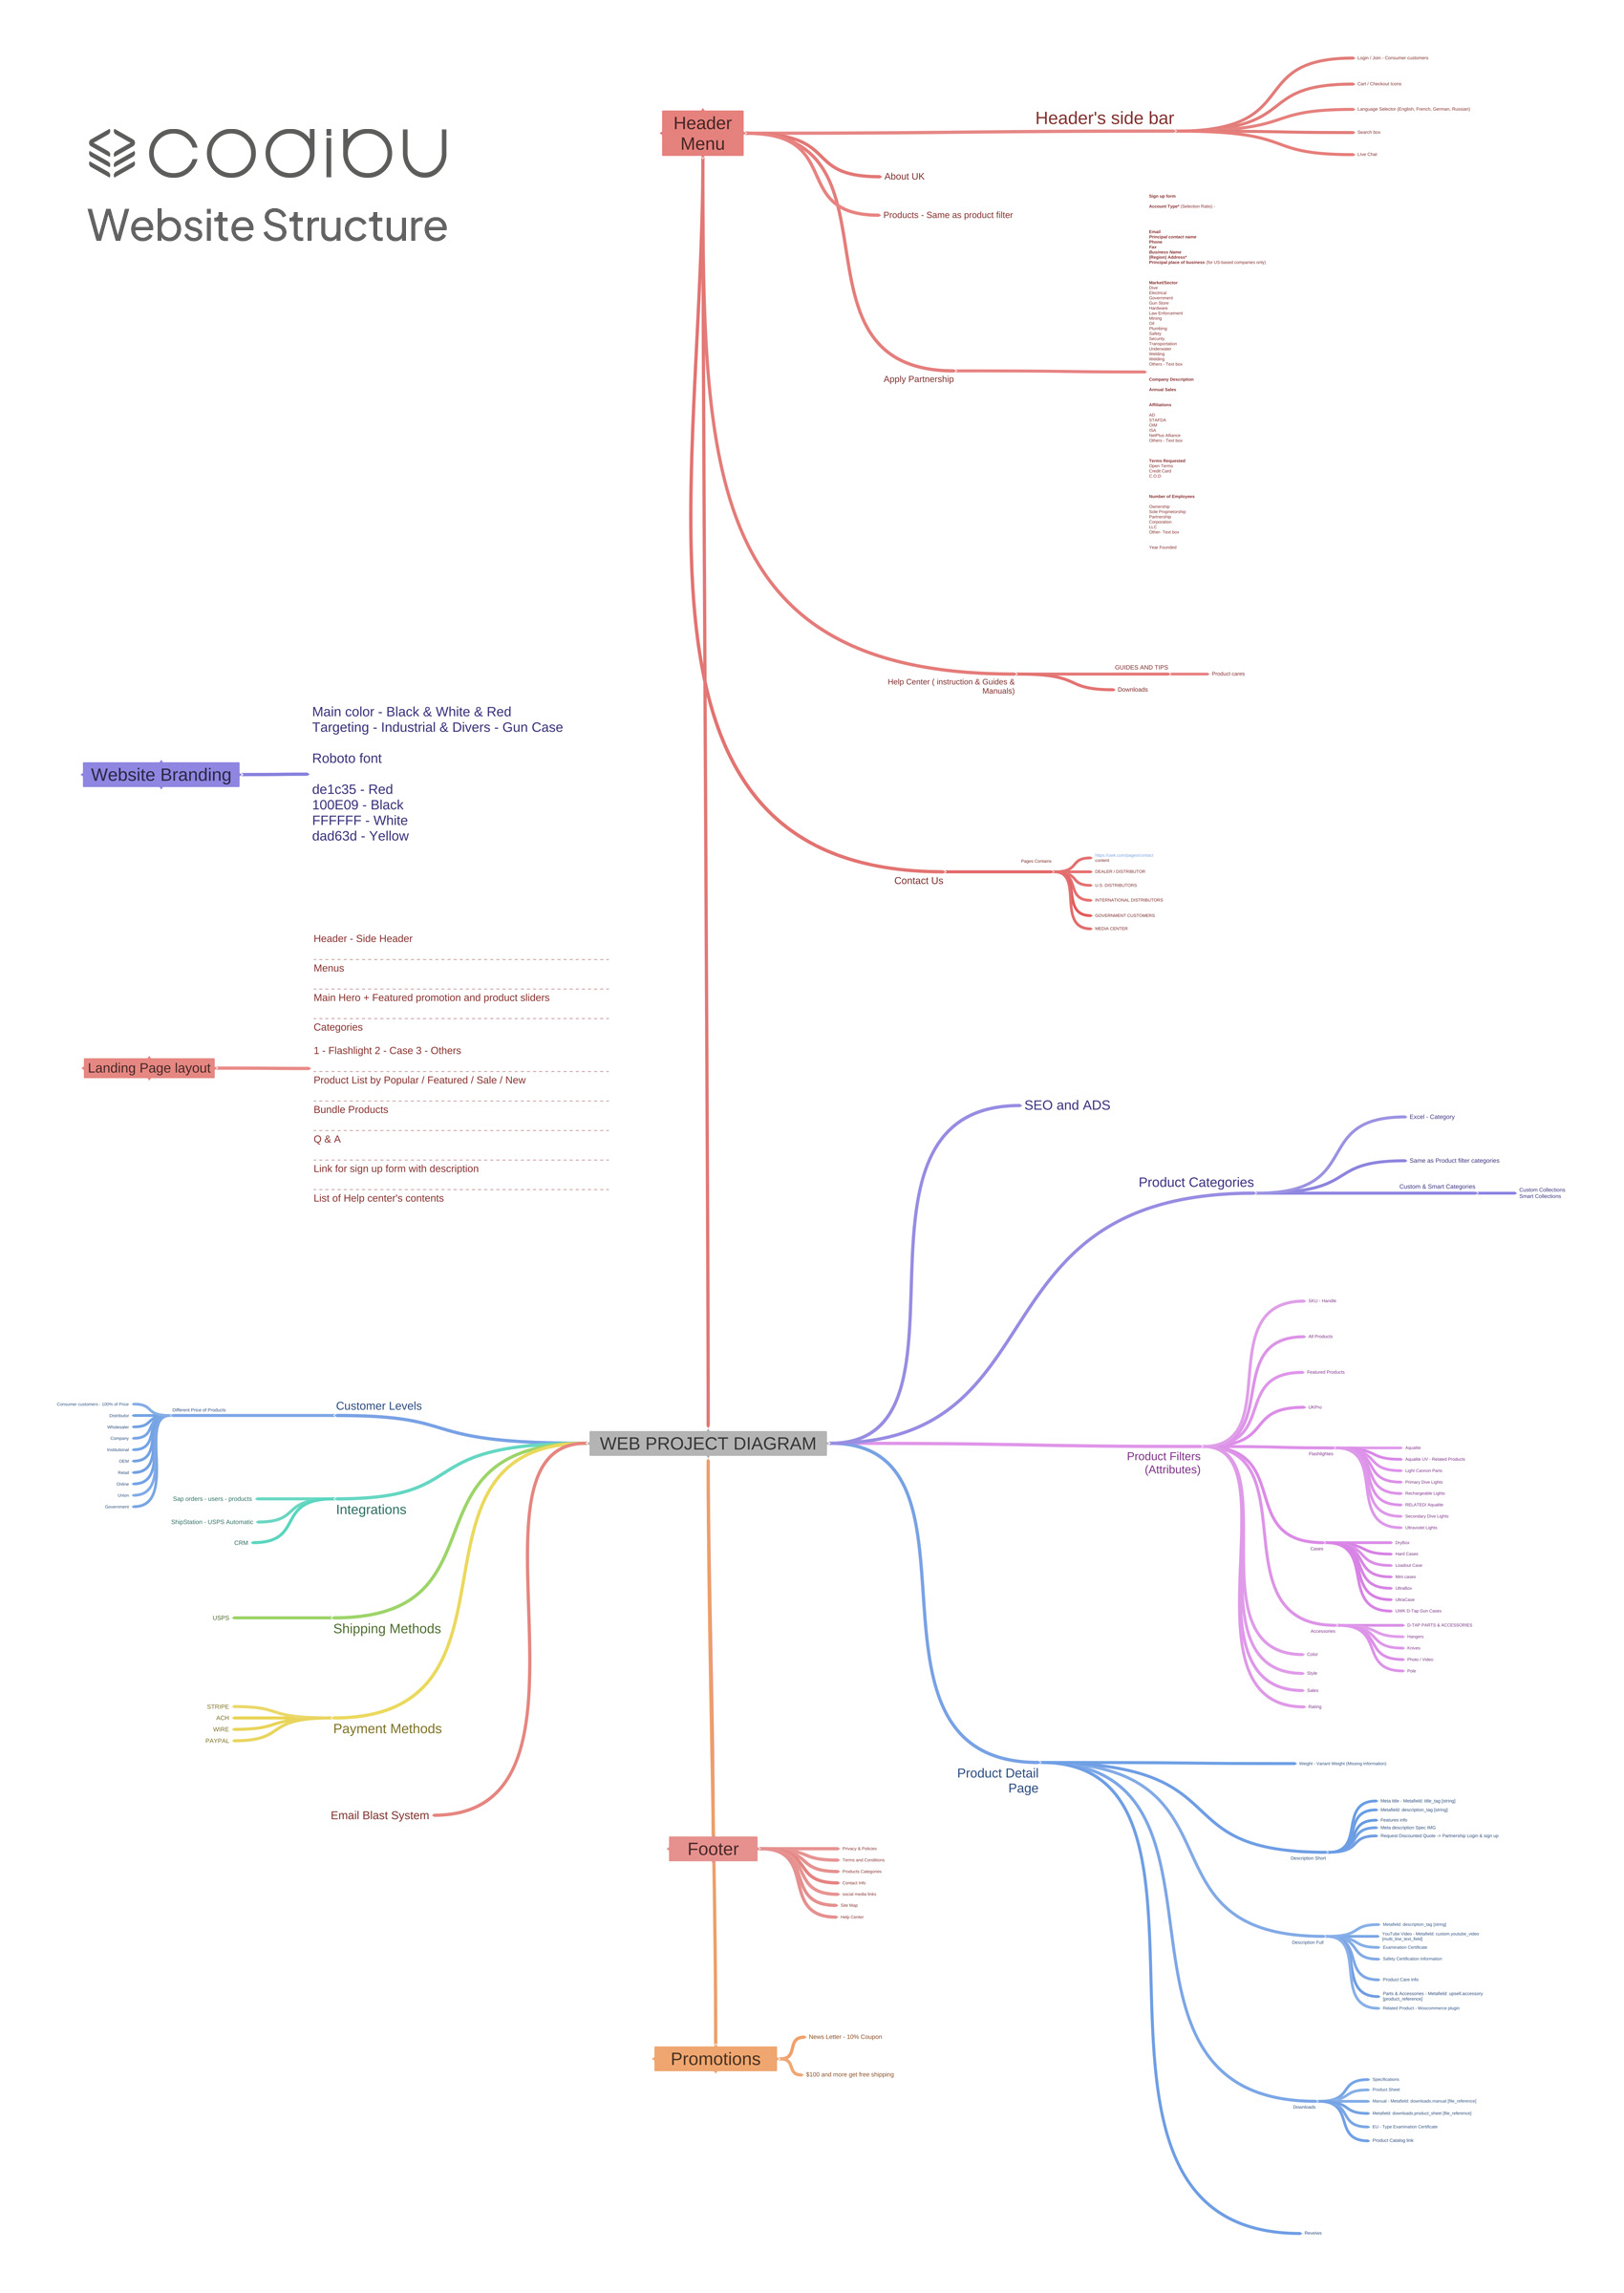 codibu
Website Structure
Header
Menu
Header's side bar
Login / Join - Consumer customers
Cart / Checkout Icons
Language Selector (English, French, German, Russian)
Search box
Live Chat
About UK
Products - Same as product filter
Apply Partnership
Sign up form
Account Type* (Selection Ratio) -
Email
Principal contact name
Phone
Fax
Business Name
(Region) Address*
Principal place of business (for US-based companies only)
Market/Sector
Dive
Electrical
Government
Gun Store
Hardware
Law Enforcement
Mining
Oil
Plumbing
Safety
Security
Transportation
Underwater
Welding
Welding
Others - Text box
Company Description
Annual Sales
Affiliations
AD
STAFDA
DIM
ISA
NetPlus Alliance
Others - Text box
Terms Requested
Open Terms
Credit Card
C.O.D
Number of Employees
Ownership
Sole Proprietorship
Partnership
Corporation
LLC
Other- Text box
Year Founded
Help Center ( instruction & Guides &
Manuals)
GUIDES AND TIPS
Product cares
Downloads
Contact Us
Pages Contains:
content
DEALER / DISTRIBUTOR
U.S. DISTRIBUTORS
INTERNATIONAL DISTRIBUTORS
GOVERNMENT CUSTOMERS
MEDIA CENTER
Website Branding
Main color - Black & White & Red
Targeting - Industrial & Divers - Gun Case
Roboto font
de1c35 - Red
100E09 - Black
FFFFFF - White
dad63d - Yellow
Landing Page layout
Header - Side Header
Menus
Main Hero + Featured promotion and product sliders
Categories
1 - Flashlight 2 - Case 3 - Others
Product List by Popular / Featured / Sale / New
Bundle Products
Q & A
Link for sign up form with description
List of Help center's contents
WEB PROJECT DIAGRAM
SEO and ADS
Product Categories
Excel - Category
Same as Product filter categories
Custom & Smart Categories
Custom Collections
Smart Collections
Product Filters
(Attributes)
SKU - Handle
All Products
Featured Products
UKPro
Flashlighters
Aqualite
Aqualite UV - Related Products
Light Cannon Parts
Primary Dive Lights
Rechargeable Lights
RELATED/ Aqualite
Secondary Dive Lights
Ultraviolet Lights
Cases
DryBox
Hard Cases
Loadout Case
Mini cases
UltraBox
UltraCase
UWK D-Tap Gun Cases
Accessories
D-TAP PARTS & ACCESSORIES
Hangers
Knives
Photo / Video
Pole
Color
Style
Sales
Rating
Product Detail
Page
Weight - Variant Weight (Missing Information)
Description Short
Meta title - Metafield: title_tag [string]
Metafield: description_tag [string]
Features info
Meta description Spec IMG
Request Discounted Quote -> Partnership Login & sign up
Description Full
Metafield: description_tag [string]
YouTube Video - Metafield: custom.youtube_video
[multi_line_text_field]
Examination Certificate
Safety Certification Information
Product Care Info
Parts & Accessories - Metafield: upsell.accessory
[product_reference]
Related Product - Woocommerce plugin
Downloads
Specifications
Product Sheet
Manual - Metafield: downloads.manual [file_reference]
Metafield: downloads.product_sheet [file_reference]
EU - Type Examination Certificate
Product Catalog link
Reveiws
Customer Levels
Different Price of Products
Consumer customers - 100% of Price
Distributor
Wholesaler
Company
Institutional
OEM
Retail
Online
Union
Government
Integrations
Sap orders - users - products
ShipStation - USPS Automatic
CRM
Shipping Methods
USPS
Payment Methods
STRIPE
ACH
WIRE
PAYPAL
Email Blast System
Footer
Privacy & Policies
Terms and Conditions
Products Categories
Contact Info
social media links
Site Map
Help Center
Promotions
News Letter - 10% Coupon
$100 and more get free shipping